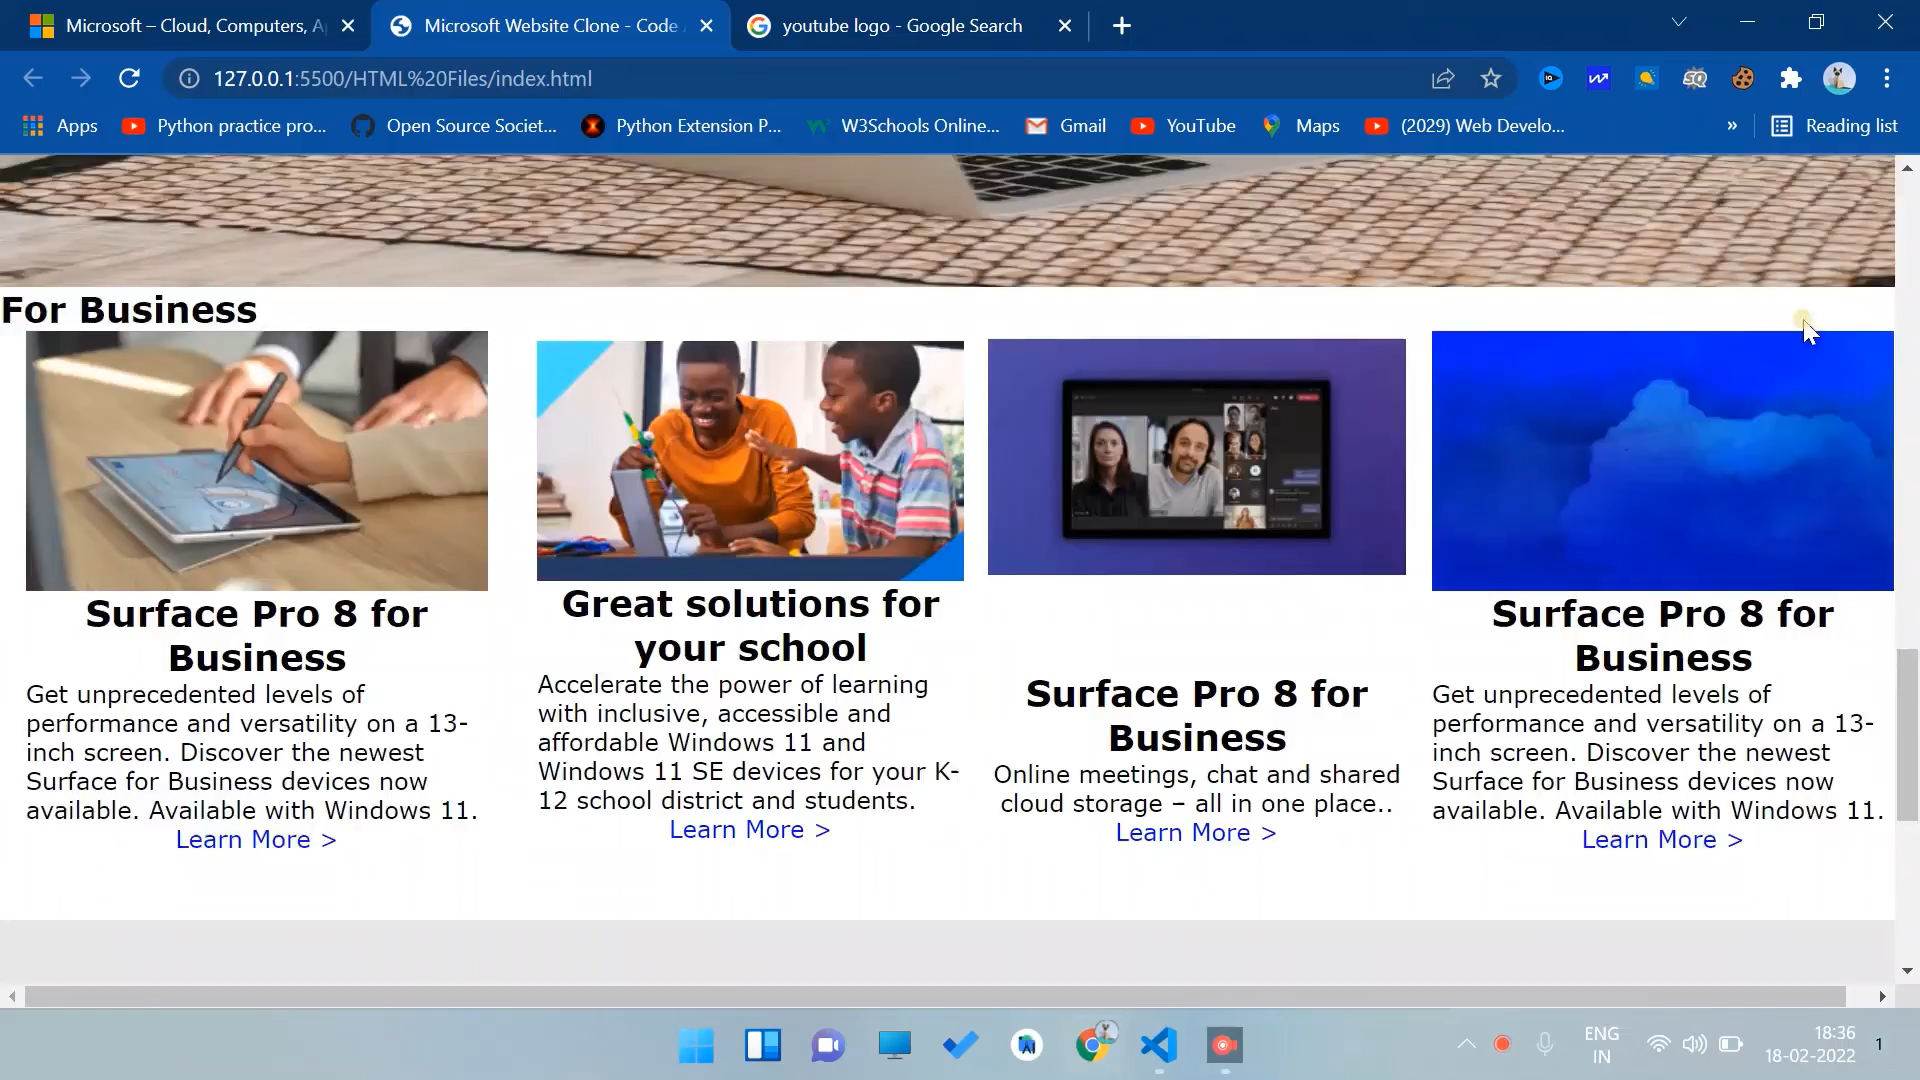 Microsoft – Cloud, Computers, A
Microsoft Website Clone - Code
youtube logo - Google Search
127.0.0.1:5500/HTML%20Files/index.html
Apps
Python practice pro...
Open Source Societ...
Python Extension P...
W3Schools Online...
Gmail
YouTube
Maps
(2029) Web Develo...
»
Reading list
For Business
Surface Pro 8 for
Business
Get unprecedented levels of
performance and versatility on a 13-
inch screen. Discover the newest
Surface for Business devices now
available. Available with Windows 11.
Learn More >
Great solutions for
your school
Accelerate the power of learning
with inclusive, accessible and
affordable Windows 11 and
Windows 11 SE devices for your K-
12 school district and students.
Learn More >
Surface Pro 8 for
Business
Online meetings, chat and shared
cloud storage – all in one place..
Learn More >
Surface Pro 8 for
Business
Get unprecedented levels of
performance and versatility on a 13-
inch screen. Discover the newest
Surface for Business devices now
available. Available with Windows 11.
Learn More >
ENG
IN
18:36
18-02-2022
1